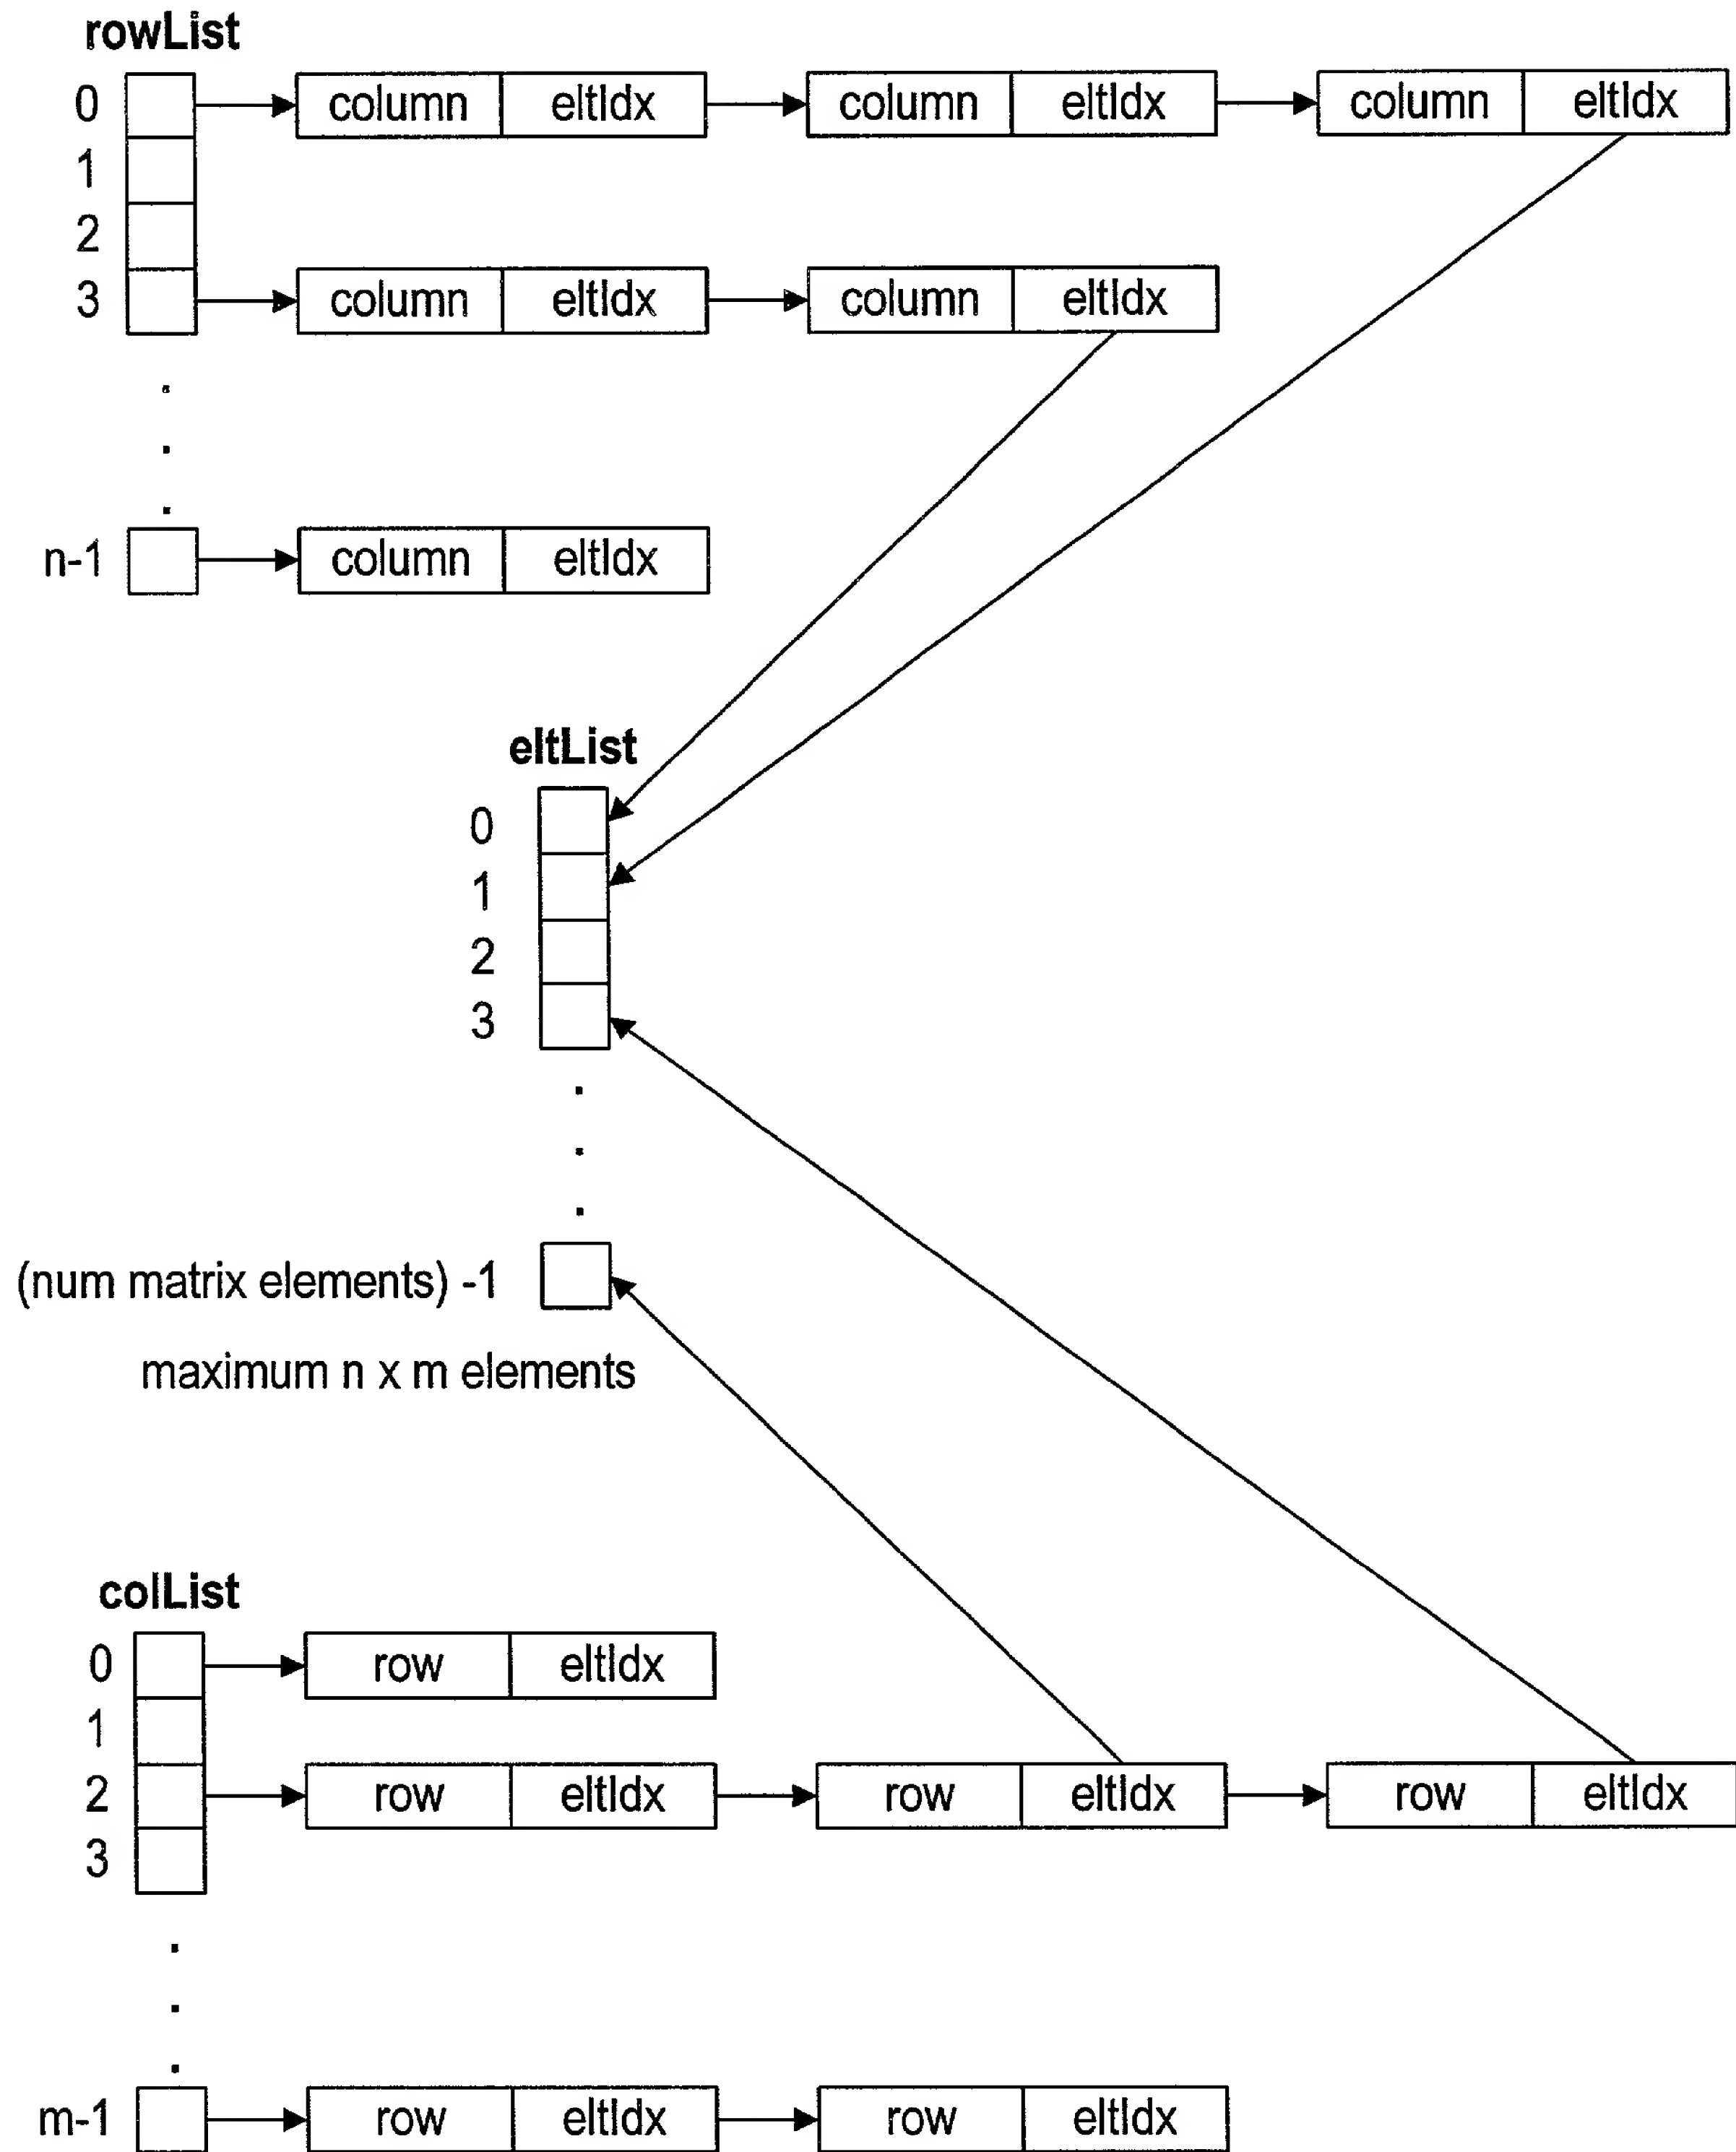 rowList
0 column eltIdx column eltIdx column eltIdx
1
2
3 column eltIdx column eltIdx
n-1 column eltIdx
eltList
0
1
2
3
(num matrix elements) -1
maximum n x m elements
colList
0 row eltIdx
1
2 row eltIdx row eltIdx row eltIdx
3
m-1 row eltIdx row eltIdx